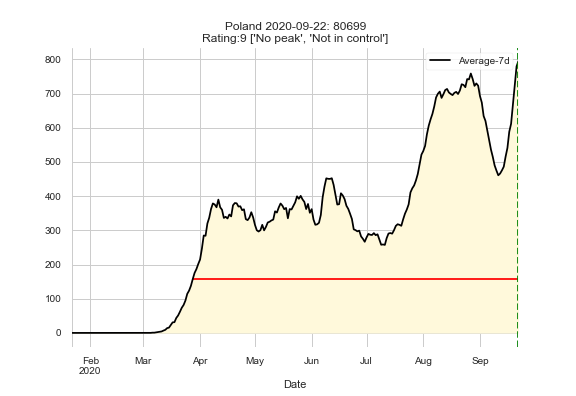 Poland 2020-09-22: 80699
Rating:9 ['No peak', 'Not in control']
Average-7d
800
700
600
500
400
300
200
100
0
Feb Mar Apr May Jun Jul Aug Sep
2020
Date